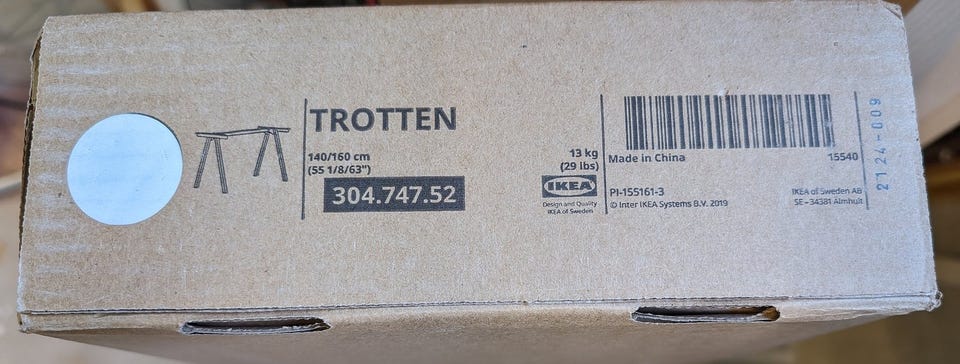 TROTTEN
140/160 cm
(55 1/8/63")
304.747.52
13 kg
(29 lbs)
IKEA
Design and Quality
IKEA of Sweden
Made in China 15540
PI-155161-3
© Inter IKEA Systems B.V. 2019
IKEA of Sweden AB
SE-34381 Älmhult
2124-009